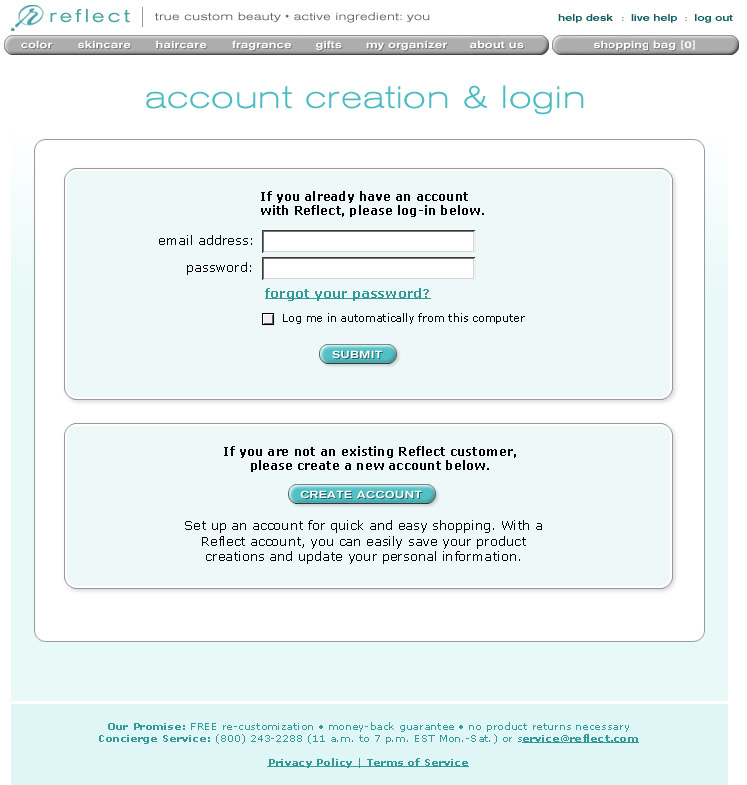 reflect | true custom beauty • active ingredient: you
help desk : live help : log out
color skincare haircare fragrance gifts my organizer about us shopping bag [0]
account creation & login
If you already have an account
with Reflect, please log-in below.
email address:
password:
forgot your password?
Log me in automatically from this computer
SUBMIT
If you are not an existing Reflect customer,
please create a new account below.
CREATE ACCOUNT
Set up an account for quick and easy shopping. With a
Reflect account, you can easily save your product
creations and update your personal information.
Our Promise: FREE re-customization • money-back guarantee • no product returns necessary
Concierge Service: (800) 243-2288 (11 a.m. to 7 p.m. EST Mon.-Sat.) or service@reflect.com
Privacy Policy | Terms of Service